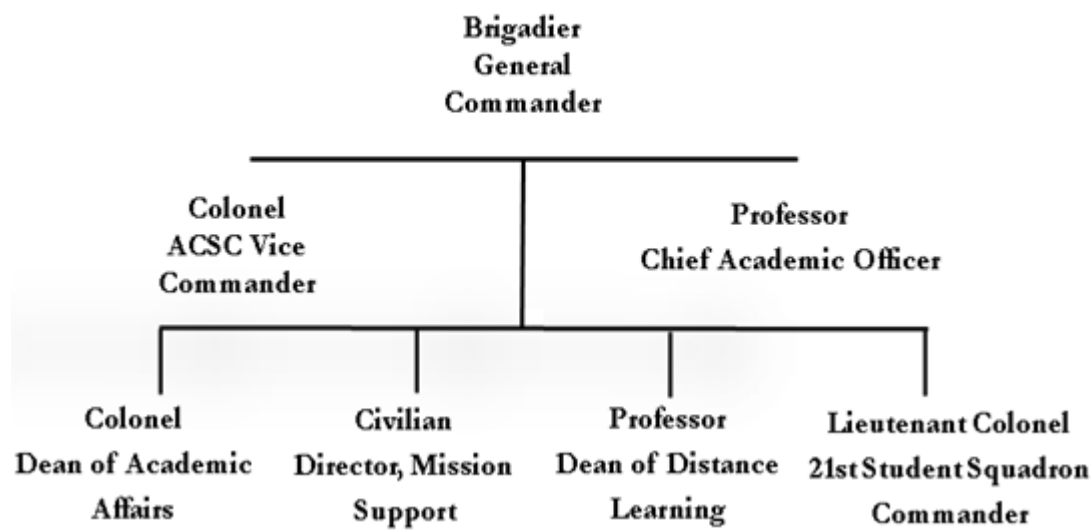 Brigadier
General
Commander
Colonel
ACSC Vice
Commander
Professor
Chief Academic Officer
Colonel
Dean of Academic
Affairs
Civilian
Director, Mission
Support
Professor
Dean of Distance
Learning
Lieutenant Colonel
21st Student Squadron
Commander